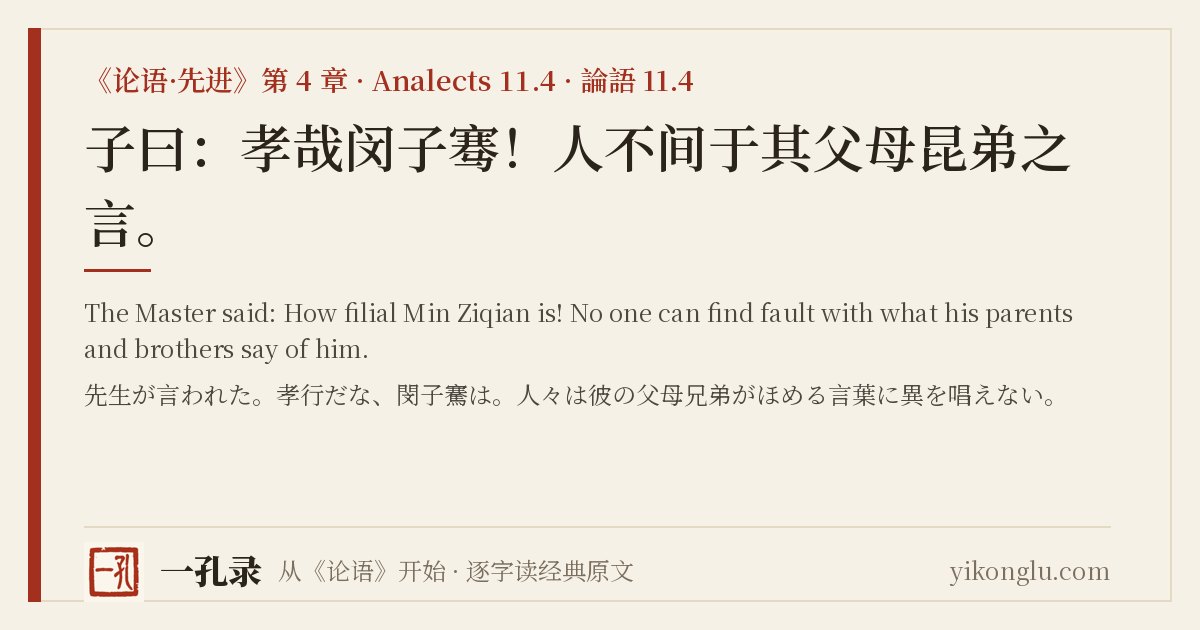 《论语·先进》第 4 章 · Analects 11.4 · 論語 11.4
子曰：孝哉闵子骞！人不间于其父母昆弟之
言。
The Master said: How filial Min Ziqian is! No one can find fault with what his parents
and brothers say of him.
先生が言われた。孝行だな、閔子騫は。人々は彼の父母兄弟がほめる言葉に異を唱えない。
一孔
一孔录 从《论语》开始 · 逐字读经典原文 yikonglu.com